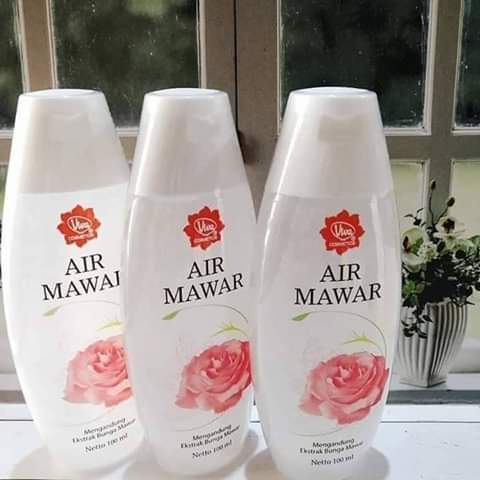 Viva
COSMETICS
AIR
MAWAR
Mengandung
Ekstrak Bunga Mawar
Netto 100 ml
Viva
COSMETICS
AIR
MAWAR
Mengandung
Ekstrak Bunga Mawar
Netto 100 ml
Viva
COSMETICS
AIR
MAWAR
Mengandung
Ekstrak Bunga Mawar
Netto 100 ml